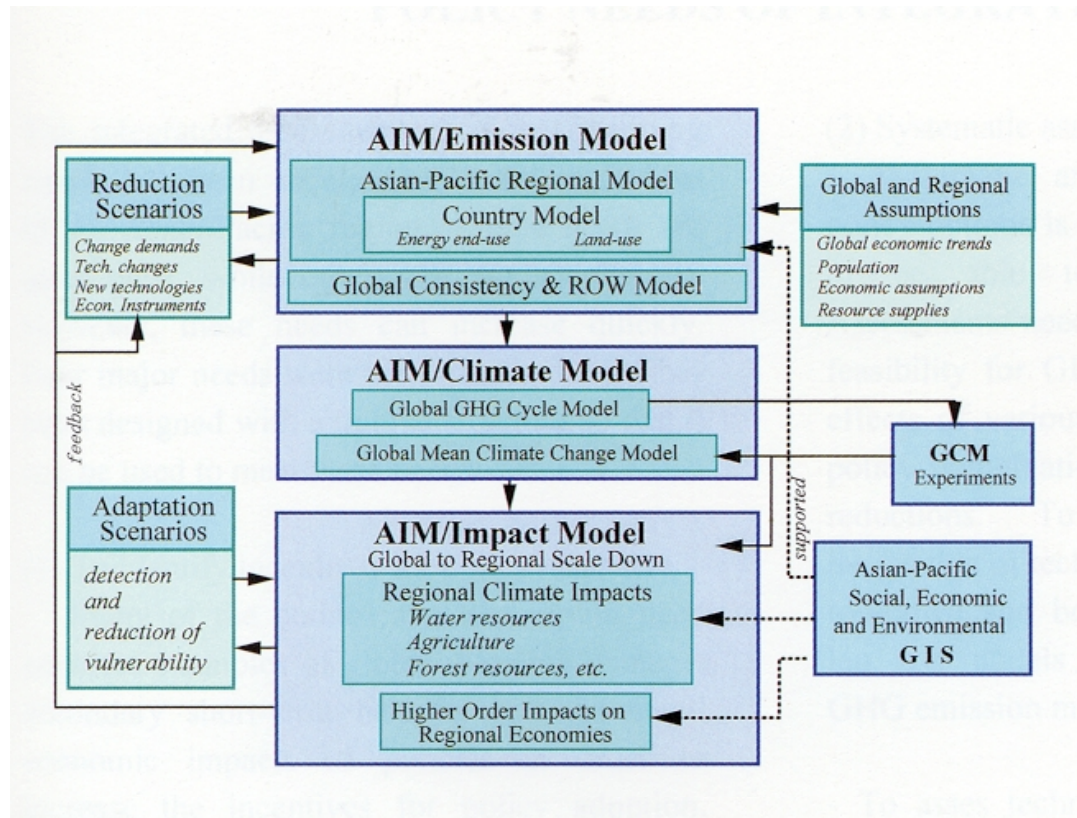 AIM/Emission Model
Asian-Pacific Regional Model
Country Model
Energy end-use Land-use
Global Consistency & ROW Model
Reduction
Scenarios
Change demands
Tech. changes
New technologies
Econ. Instruments
Global and Regional
Assumptions
Global economic trends
Population
Economic assumptions
Resource supplies
AIM/Climate Model
Global GHG Cycle Model
Global Mean Climate Change Model
feedback
GCM
Experiments
supported
Adaptation
Scenarios
detection
and
reduction of
vulnerability
AIM/Impact Model
Global to Regional Scale Down
Regional Climate Impacts
Water resources
Agriculture
Forest resources, etc.
Higher Order Impacts on
Regional Economies
Asian-Pacific
Social, Economic
and Environmental
G I S